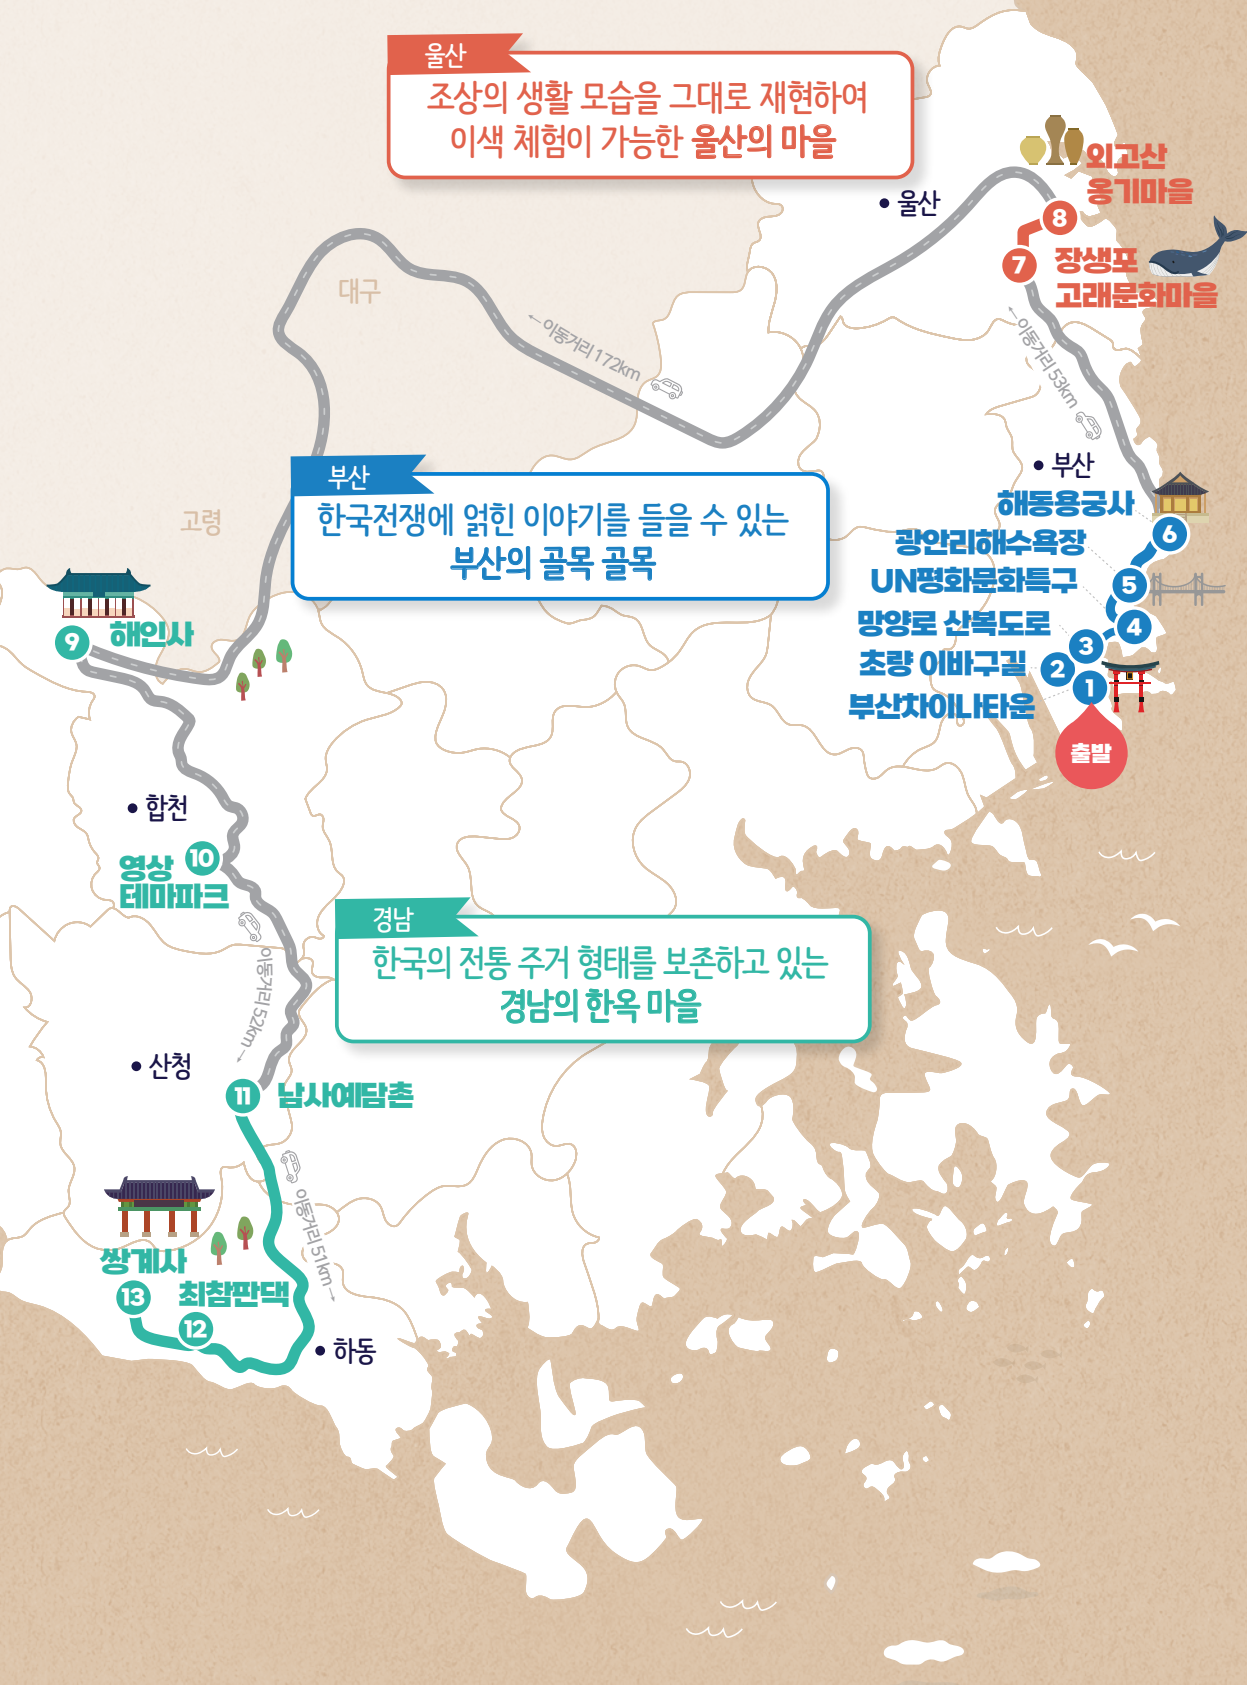 울산
조상의 생활 모습을 그대로 재현하여
이색 체험이 가능한 울산의 마을
외고산
옹기마을
울산
8
7
장생포
고래문화마을
대구
←이동거리 172km
←이동거리 53km
부산
한국전쟁에 얽힌 이야기를 들을 수 있는
부산의 골목 골목
부산
해동용궁사
6
광안리해수욕장
5
UN평화문화특구
4
망양로 산복도로
3
초량 이바구길
2
부산차이나타운
1
출발
고령
9
해인사
합천
10
영상
테마파크
경남
한국의 전통 주거 형태를 보존하고 있는
경남의 한옥 마을
이동거리 52km→
산청
11
남사예담촌
이동거리 51km→
쌍계사
13
최참판댁
12
하동